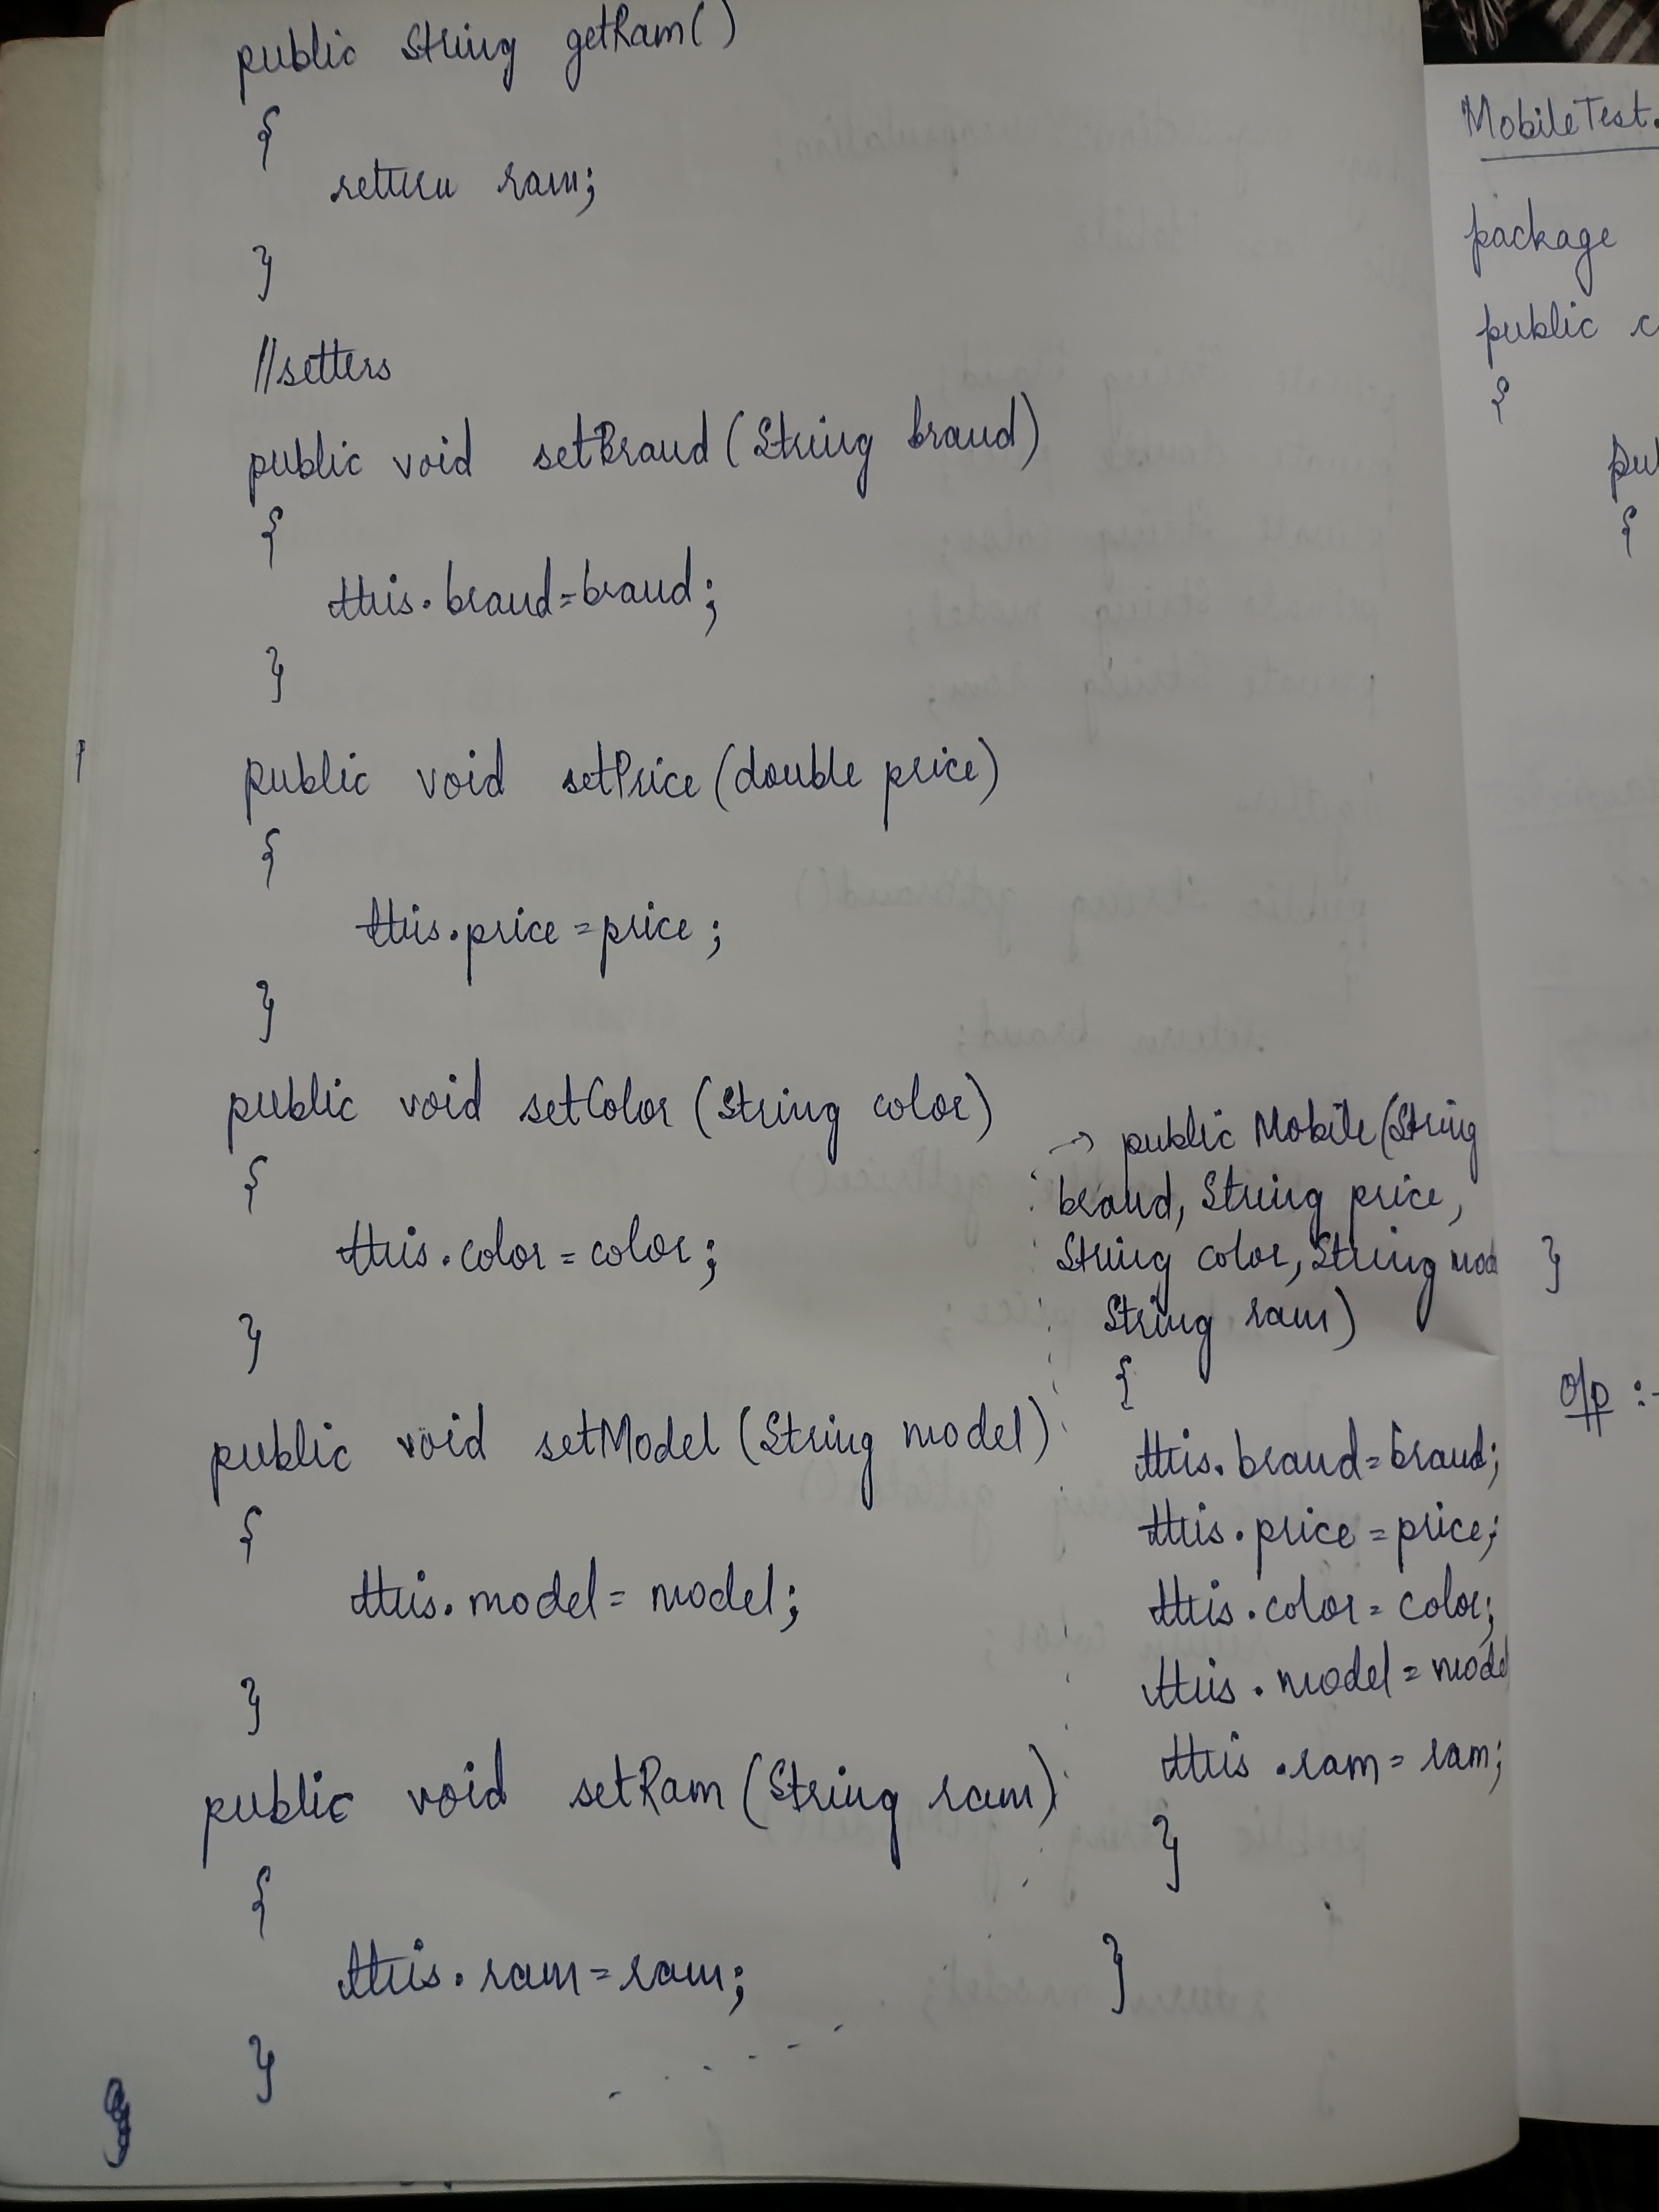 public String getRam()
{
return ram;
}
//setters
public void setBrand(String brand)
{
this.brand=brand;
}
public void setPrice(double price)
{
this.price=price;
}
public void setColor(String color)
{
this.color=color;
}
public void setModel(String model)
{
this.model=model;
}
public void setRam(String ram)
{
this.ram=ram;
}
→ public Mobile(String
brand, String price,
String color, String mod
String ram)
{
this.brand=brand;
this.price=price;
this.color=color;
this.model=model
this.ram=ram;
}
}
MobileTest.
package
public c
{
pu
{
}
o/p :-